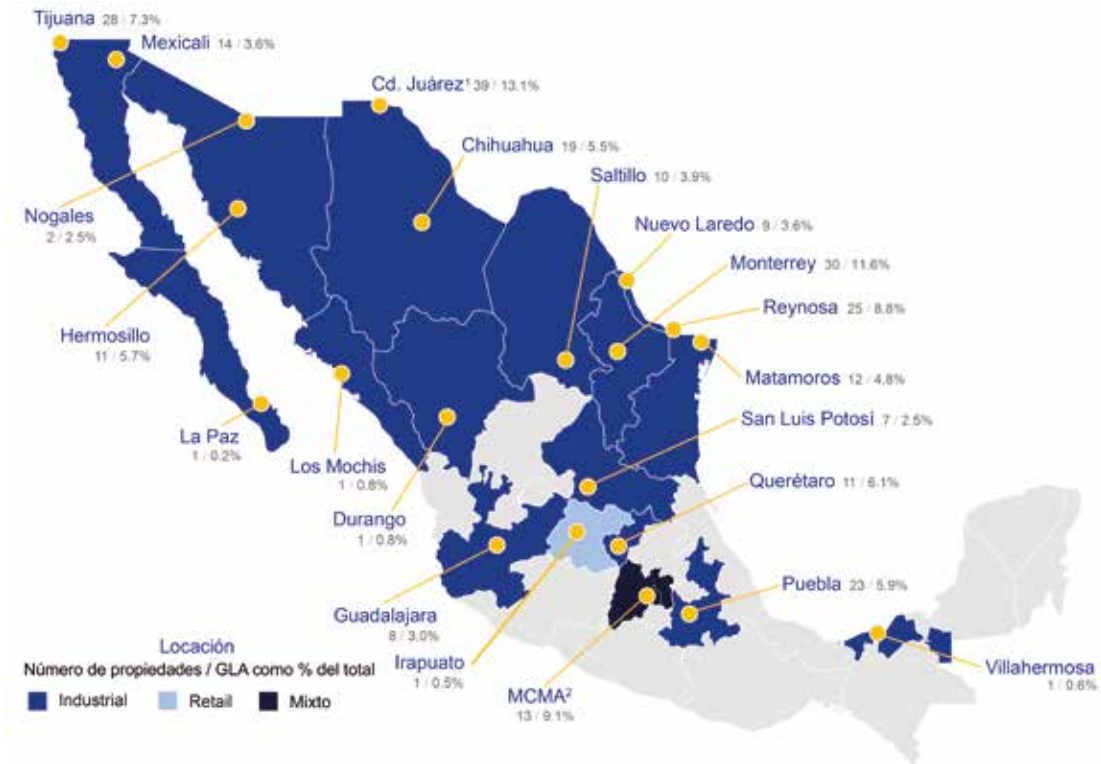 Tijuana 28 / 7.3%
Mexicali 14 / 3.6%
Cd. Juárez¹ 39 / 13.1%
Chihuahua 19 / 5.5%
Saltillo 10 / 3.9%
Nogales
2 / 2.5%
Nuevo Laredo 9 / 3.6%
Monterrey 30 / 11.6%
Reynosa 25 / 8.8%
Hermosillo
11 / 5.7%
Matamoros 12 / 4.8%
San Luis Potosí 7 / 2.5%
La Paz
1 / 0.2%
Los Mochis
1 / 0.8%
Querétaro 11 / 6.1%
Durango
1 / 0.8%
Puebla 23 / 5.9%
Guadalajara
8 / 3.0%
Irapuato
1 / 0.5%
MCMA²
13 / 9.1%
Villahermosa
1 / 0.6%
Locación
Número de propiedades / GLA como % del total
Industrial Retail Mixto